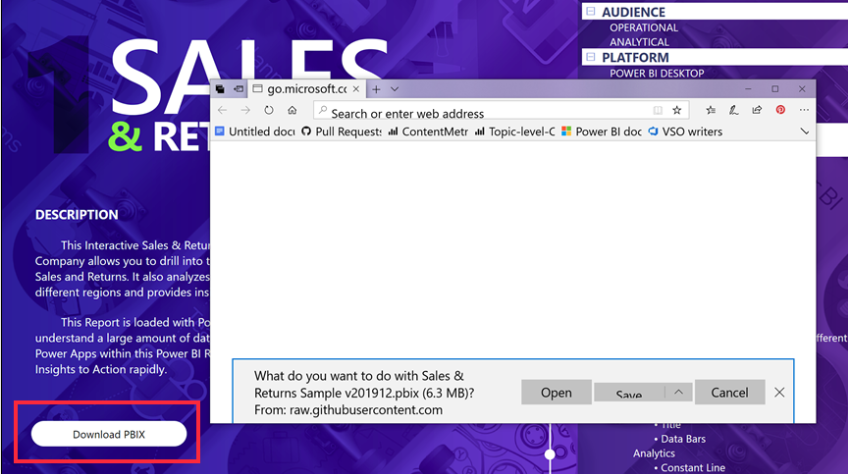 1
SALES
& RET
DESCRIPTION
This Interactive Sales & Retur
Company allows you to drill into t
Sales and Returns. It also analyzes
different regions and provides ins
This Report is loaded with Po
understand a large amount of dat
Power Apps within this Power BI R
Insights to Action rapidly.
Download PBIX
AUDIENCE
OPERATIONAL
ANALYTICAL
PLATFORM
POWER BI DESKTOP
go.microsoft.cc
Search or enter web address
Untitled docu Pull Requests ContentMetr Topic-level-C Power BI doc VSO writers
What do you want to do with Sales &
Returns Sample v201912.pbix (6.3 MB)?
From: raw.githubusercontent.com
Open Save Cancel
ifferent
• Title
• Data Bars
Analytics
• Constant Line